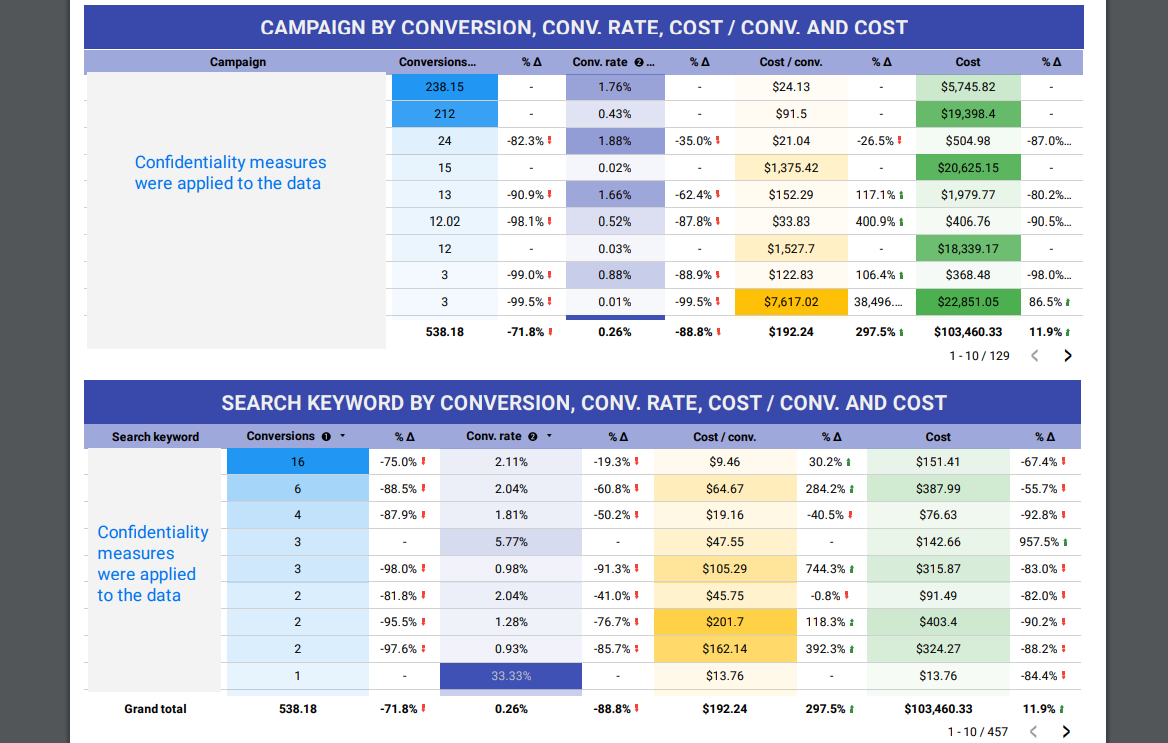 CAMPAIGN BY CONVERSION, CONV. RATE, COST / CONV. AND COST
Campaign Conversions... % Δ Conv. rate ❷ ... % Δ Cost / conv. % Δ Cost % Δ
238.15 - 1.76% - $24.13 - $5,745.82 -
212 - 0.43% - $91.5 - $19,398.4 -
24 -82.3% 1.88% -35.0% $21.04 -26.5% $504.98 -87.0%...
15 - 0.02% - $1,375.42 - $20,625.15 -
13 -90.9% 1.66% -62.4% $152.29 117.1% $1,979.77 -80.2%...
12.02 -98.1% 0.52% -87.8% $33.83 400.9% $406.76 -90.5%...
12 - 0.03% - $1,527.7 - $18,339.17 -
3 -99.0% 0.88% -88.9% $122.83 106.4% $368.48 -98.0%...
3 -99.5% 0.01% -99.5% $7,617.02 38,496.... $22,851.05 86.5%
Confidentiality measures
were applied to the data
538.18 -71.8% 0.26% -88.8% $192.24 297.5% $103,460.33 11.9%
1 - 10 / 129 < >
SEARCH KEYWORD BY CONVERSION, CONV. RATE, COST / CONV. AND COST
Search keyword Conversions ❶ % Δ Conv. rate ❷ % Δ Cost / conv. % Δ Cost % Δ
16 -75.0% 2.11% -19.3% $9.46 30.2% $151.41 -67.4%
6 -88.5% 2.04% -60.8% $64.67 284.2% $387.99 -55.7%
4 -87.9% 1.81% -50.2% $19.16 -40.5% $76.63 -92.8%
3 - 5.77% - $47.55 - $142.66 957.5%
3 -98.0% 0.98% -91.3% $105.29 744.3% $315.87 -83.0%
2 -81.8% 2.04% -41.0% $45.75 -0.8% $91.49 -82.0%
2 -95.5% 1.28% -76.7% $201.7 118.3% $403.4 -90.2%
2 -97.6% 0.93% -85.7% $162.14 392.3% $324.27 -88.2%
1 - 33.33% - $13.76 - $13.76 -84.4%
Confidentiality
measures
were applied
to the data
Grand total 538.18 -71.8% 0.26% -88.8% $192.24 297.5% $103,460.33 11.9%
1 - 10 / 457 < >